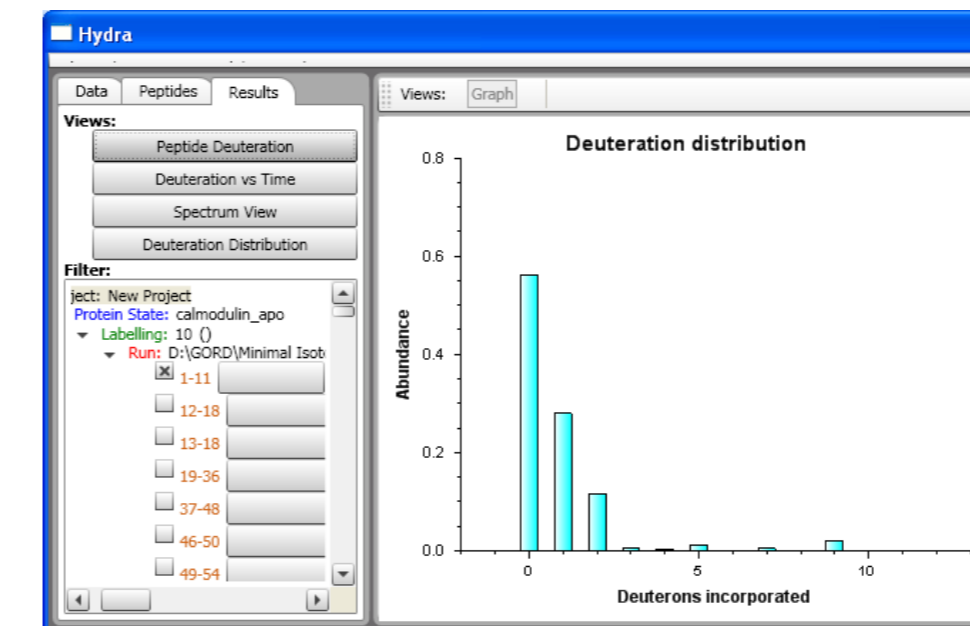 Hydra
Data Peptides Results
Views:
Peptide Deuteration
Deuteration vs Time
Spectrum View
Deuteration Distribution
Filter:
ject: New Project
Protein State: calmodulin_apo
Labelling: 10 ()
Run: D:\GORD\Minimal Isot
1-11
12-18
13-18
19-36
37-48
46-50
49-54
Views: Graph
Deuteration distribution
0.8
0.6
0.4
0.2
0.0
Abundance
0 5 10
Deuterons incorporated